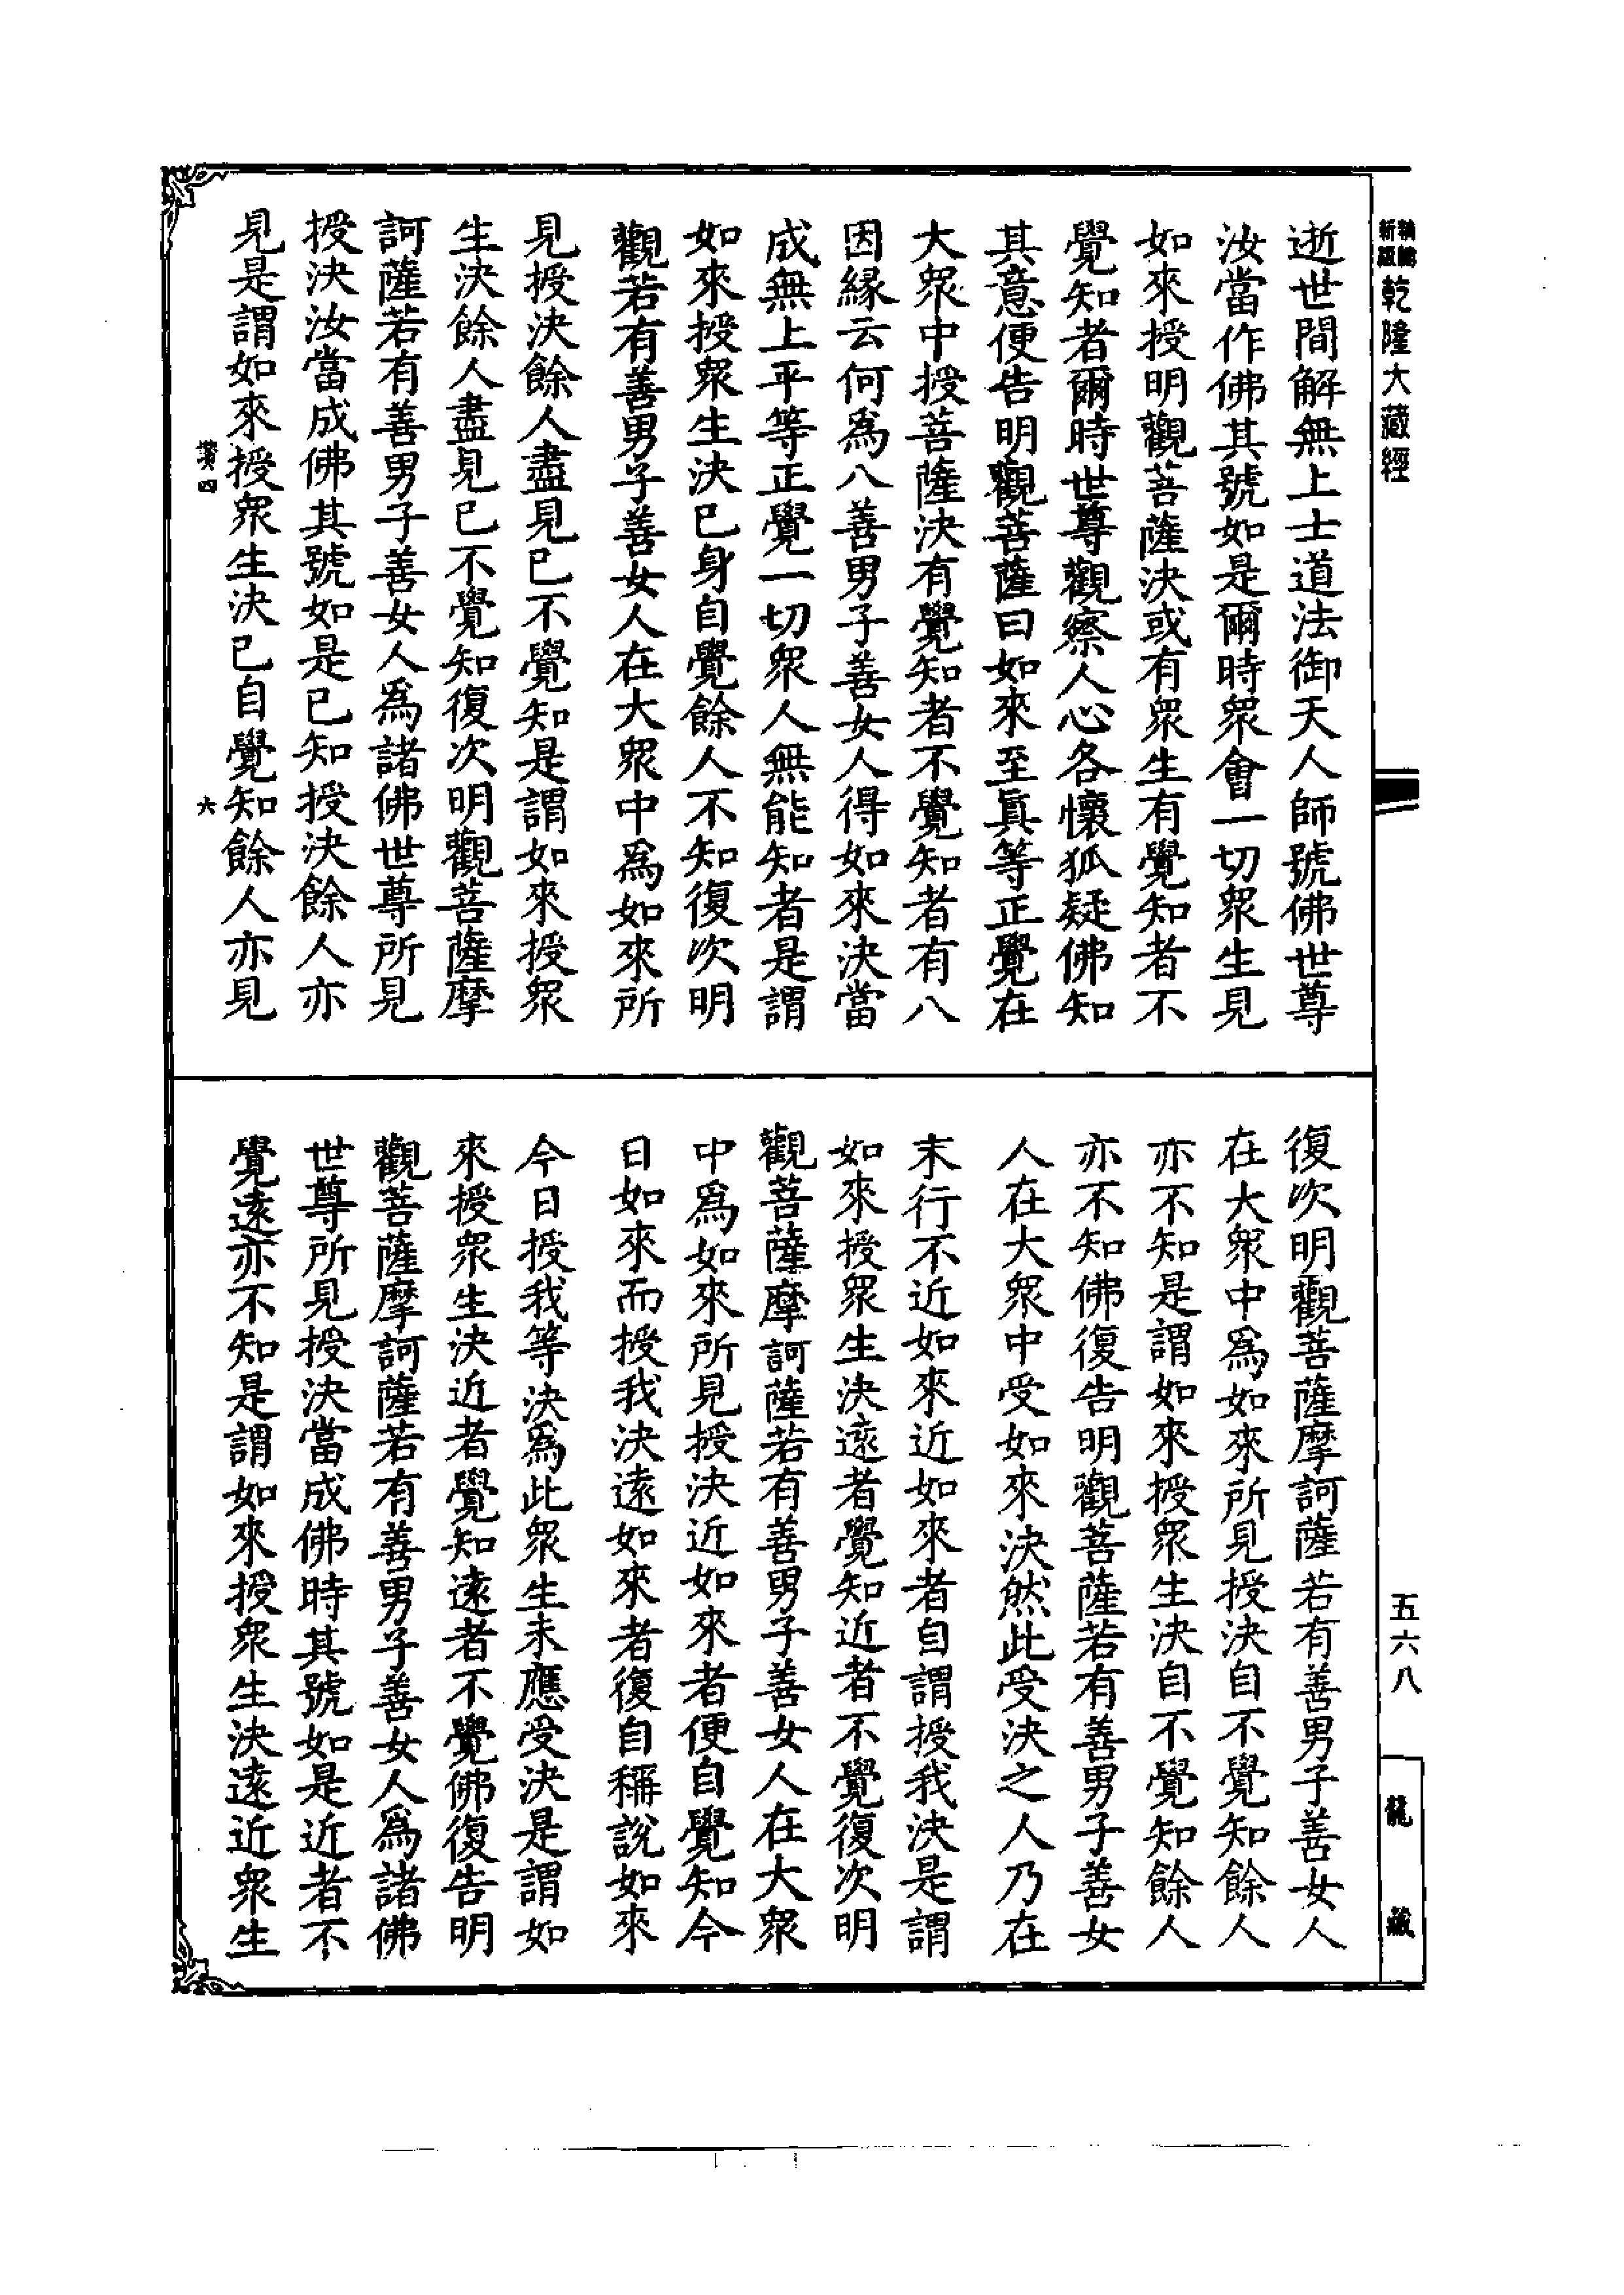 乾隆大藏經
逝世間解無上士道法御天人師號佛世尊
汝當作佛其號如是爾時眾會一切眾生見
如來授明觀菩薩決或有眾生有覺知者不
覺知者爾時世尊觀察人心各懷狐疑佛知
其意便告明觀菩薩曰如來至眞等正覺在
大眾中授菩薩決有覺知者不覺知者有八
因緣云何爲八善男子善女人得如來決當
成無上平等正覺一切眾人無能知者是謂
如來授眾生決已身自覺餘人不知復次明
觀若有善男子善女人在大眾中爲如來所
見授決餘人盡見已不覺知是謂如來授眾
生決餘人盡見已不覺知復次明觀菩薩摩
訶薩若有善男子善女人爲諸佛世尊所見
授決汝當成佛其號如是已知授決餘人亦
見是謂如來授眾生決已自覺知餘人亦見
四 六
復次明觀菩薩摩訶薩若有善男子善女人
在大眾中爲如來所見授決自不覺知餘人
亦不知是謂如來授眾生決自不覺知餘人
亦不知佛復告明觀菩薩若有善男子善女
人在大眾中受如來決然此受決之人乃在
末行不近如來近如來者自謂授我決是謂
如來授眾生決遠者覺知近者不覺復次明
觀菩薩摩訶薩若有善男子善女人在大眾
中爲如來所見授決近如來者便自覺知今
日如來而授我決遠如來者復自稱說如來
今日授我等決爲此眾生未應受決是謂如
來授眾生決近者覺知遠者不覺佛復告明
觀菩薩摩訶薩若有善男子善女人爲諸佛
世尊所見授決當成佛時其號如是近者不
覺遠亦不知是謂如來授眾生決遠近眾生
五六八
龍藏